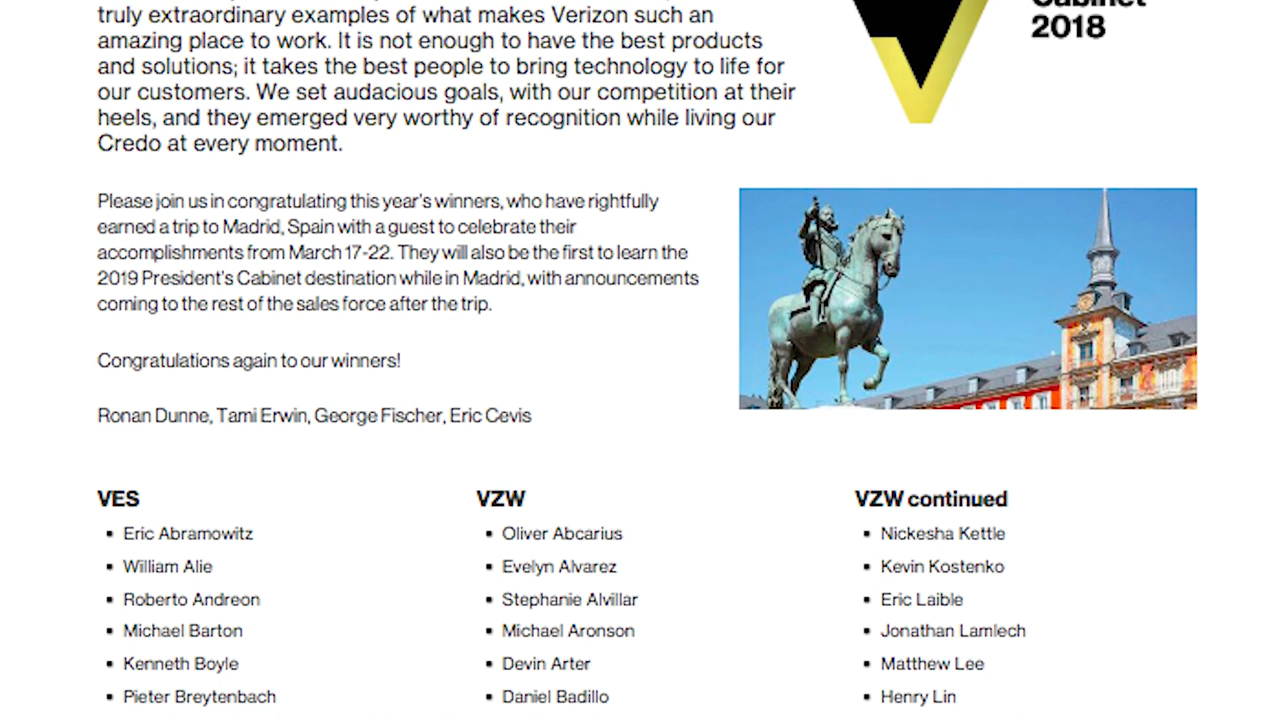 truly extraordinary examples of what makes Verizon such an
amazing place to work. It is not enough to have the best products
and solutions; it takes the best people to bring technology to life for
our customers. We set audacious goals, with our competition at their
heels, and they emerged very worthy of recognition while living our
Credo at every moment.
Cabinet
2018
Please join us in congratulating this year's winners, who have rightfully
earned a trip to Madrid, Spain with a guest to celebrate their
accomplishments from March 17-22. They will also be the first to learn the
2019 President's Cabinet destination while in Madrid, with announcements
coming to the rest of the sales force after the trip.
Congratulations again to our winners!
Ronan Dunne, Tami Erwin, George Fischer, Eric Cevis
VES
▪ Eric Abramowitz
▪ William Alie
▪ Roberto Andreon
▪ Michael Barton
▪ Kenneth Boyle
▪ Pieter Breytenbach
VZW
▪ Oliver Abcarius
▪ Evelyn Alvarez
▪ Stephanie Alvillar
▪ Michael Aronson
▪ Devin Arter
▪ Daniel Badillo
VZW continued
▪ Nickesha Kettle
▪ Kevin Kostenko
▪ Eric Laible
▪ Jonathan Lamlech
▪ Matthew Lee
▪ Henry Lin